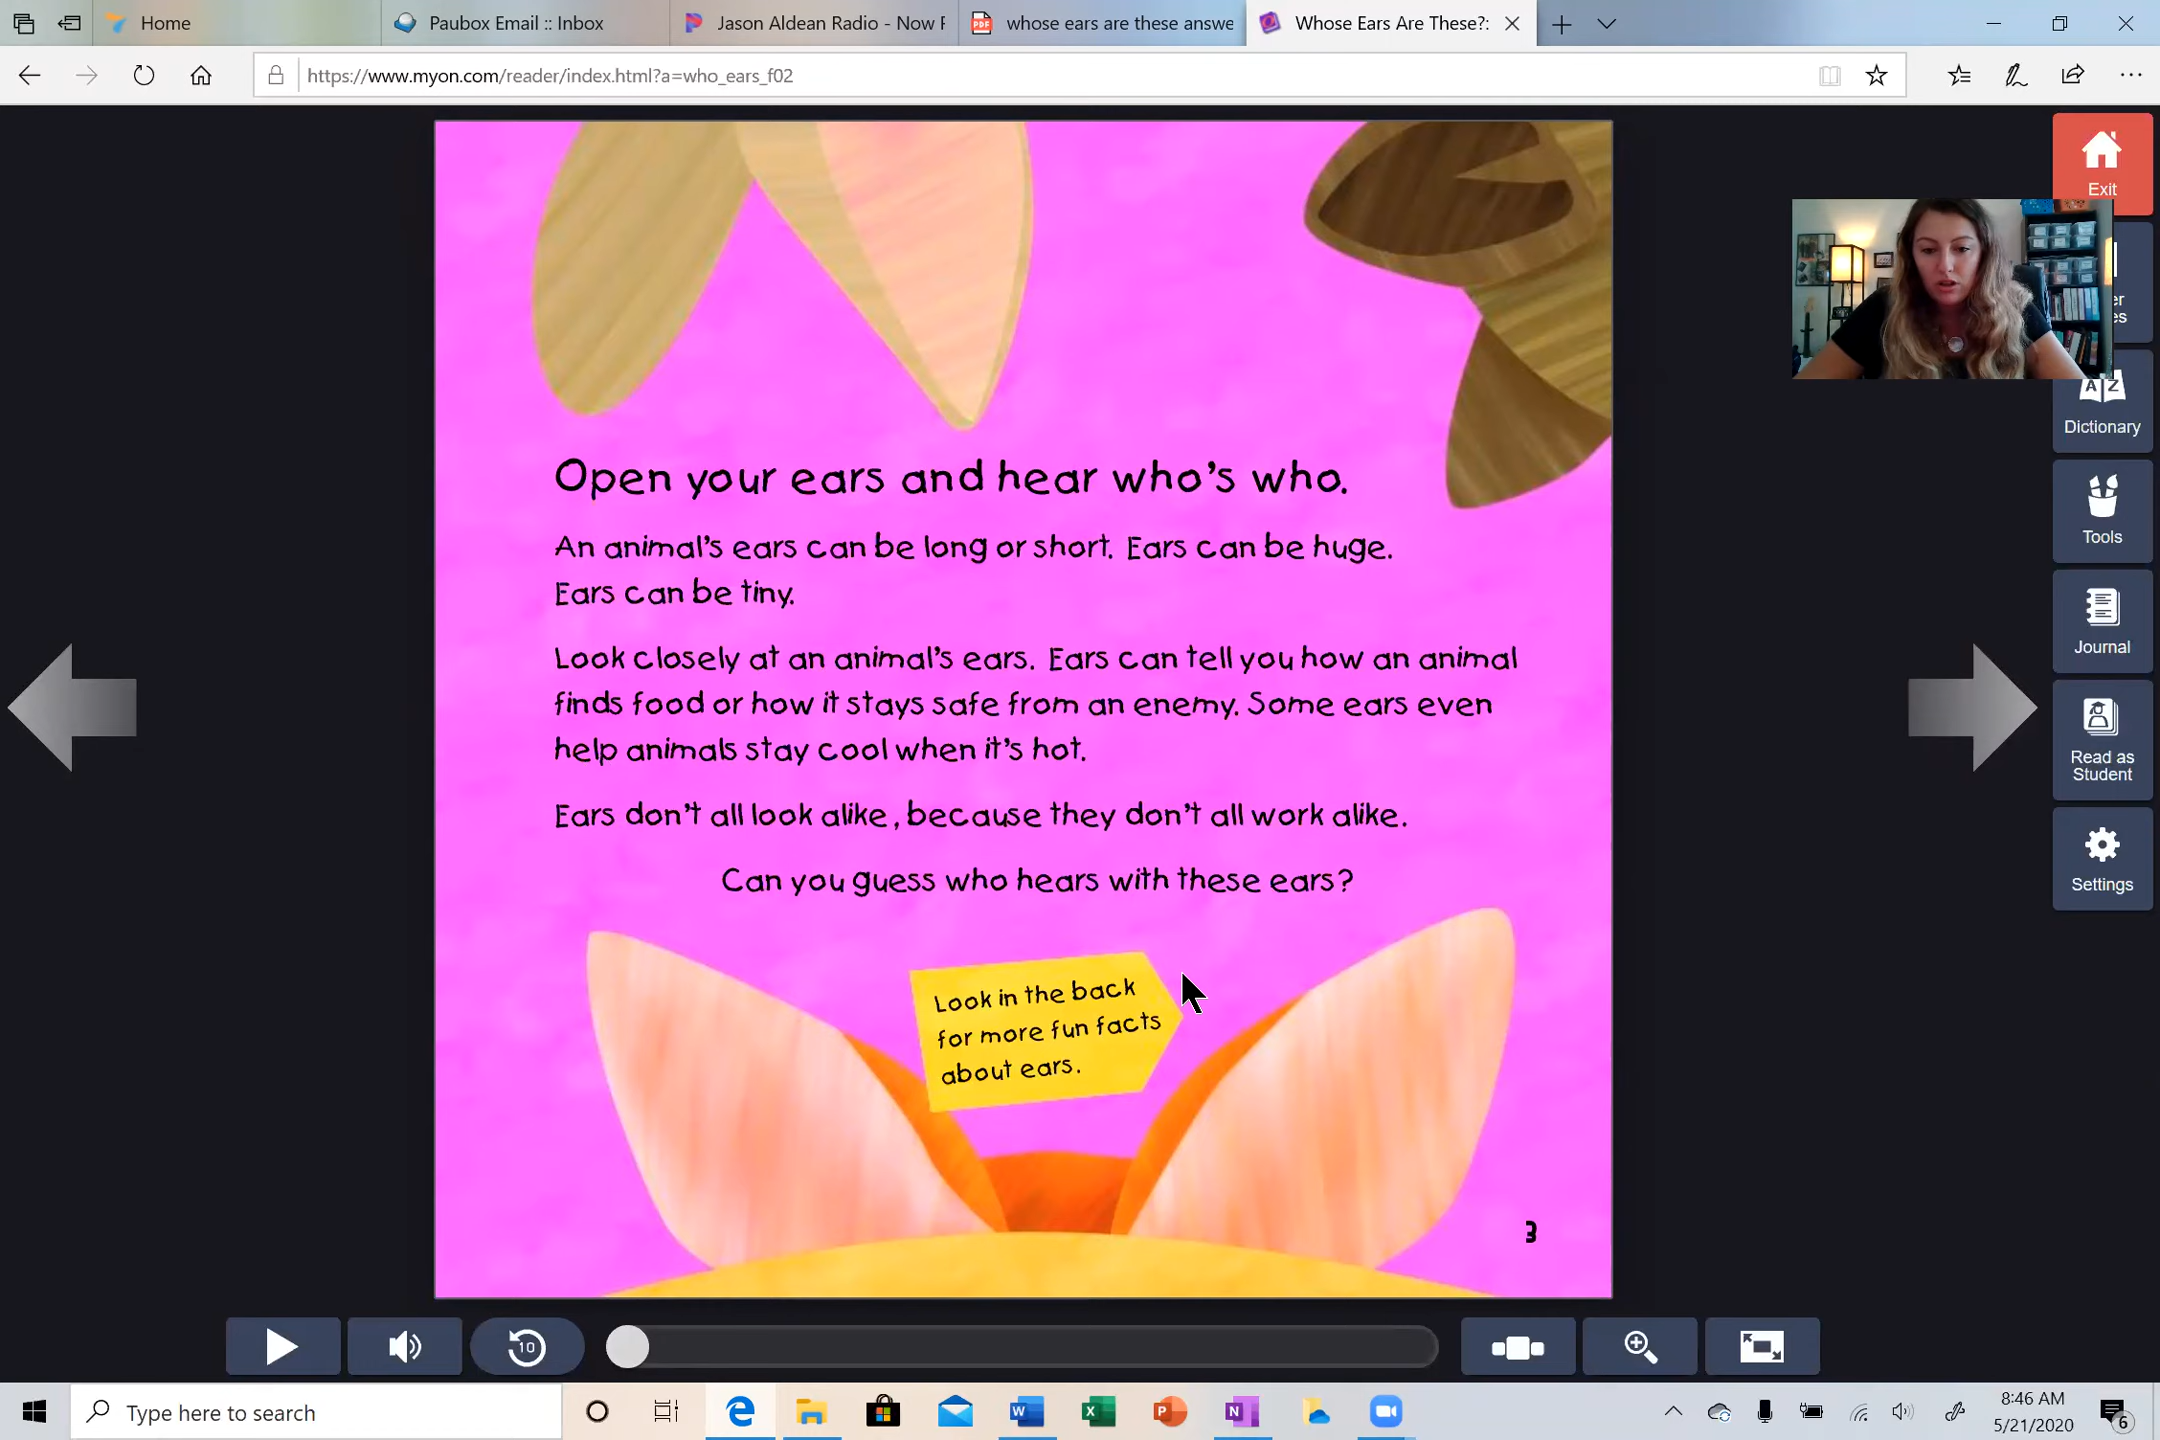 Home
Paubox Email :: Inbox
Jason Aldean Radio - Now F
whose ears are these answe
Whose Ears Are These?:
https://www.myon.com/reader/index.html?a=who_ears_f02
Exit
er
es
A Z
Dictionary
Tools
Journal
Read as
Student
Settings
Open your ears and hear who's who.
An animal's ears can be long or short. Ears can be huge.
Ears can be tiny.
Look closely at an animal's ears. Ears can tell you how an animal
finds food or how it stays safe from an enemy. Some ears even
help animals stay cool when it's hot.
Ears don't all look alike, because they don't all work alike.
Can you guess who hears with these ears?
Look in the back
for more fun facts
about ears.
3
10
Type here to search
8:46 AM
5/21/2020
6